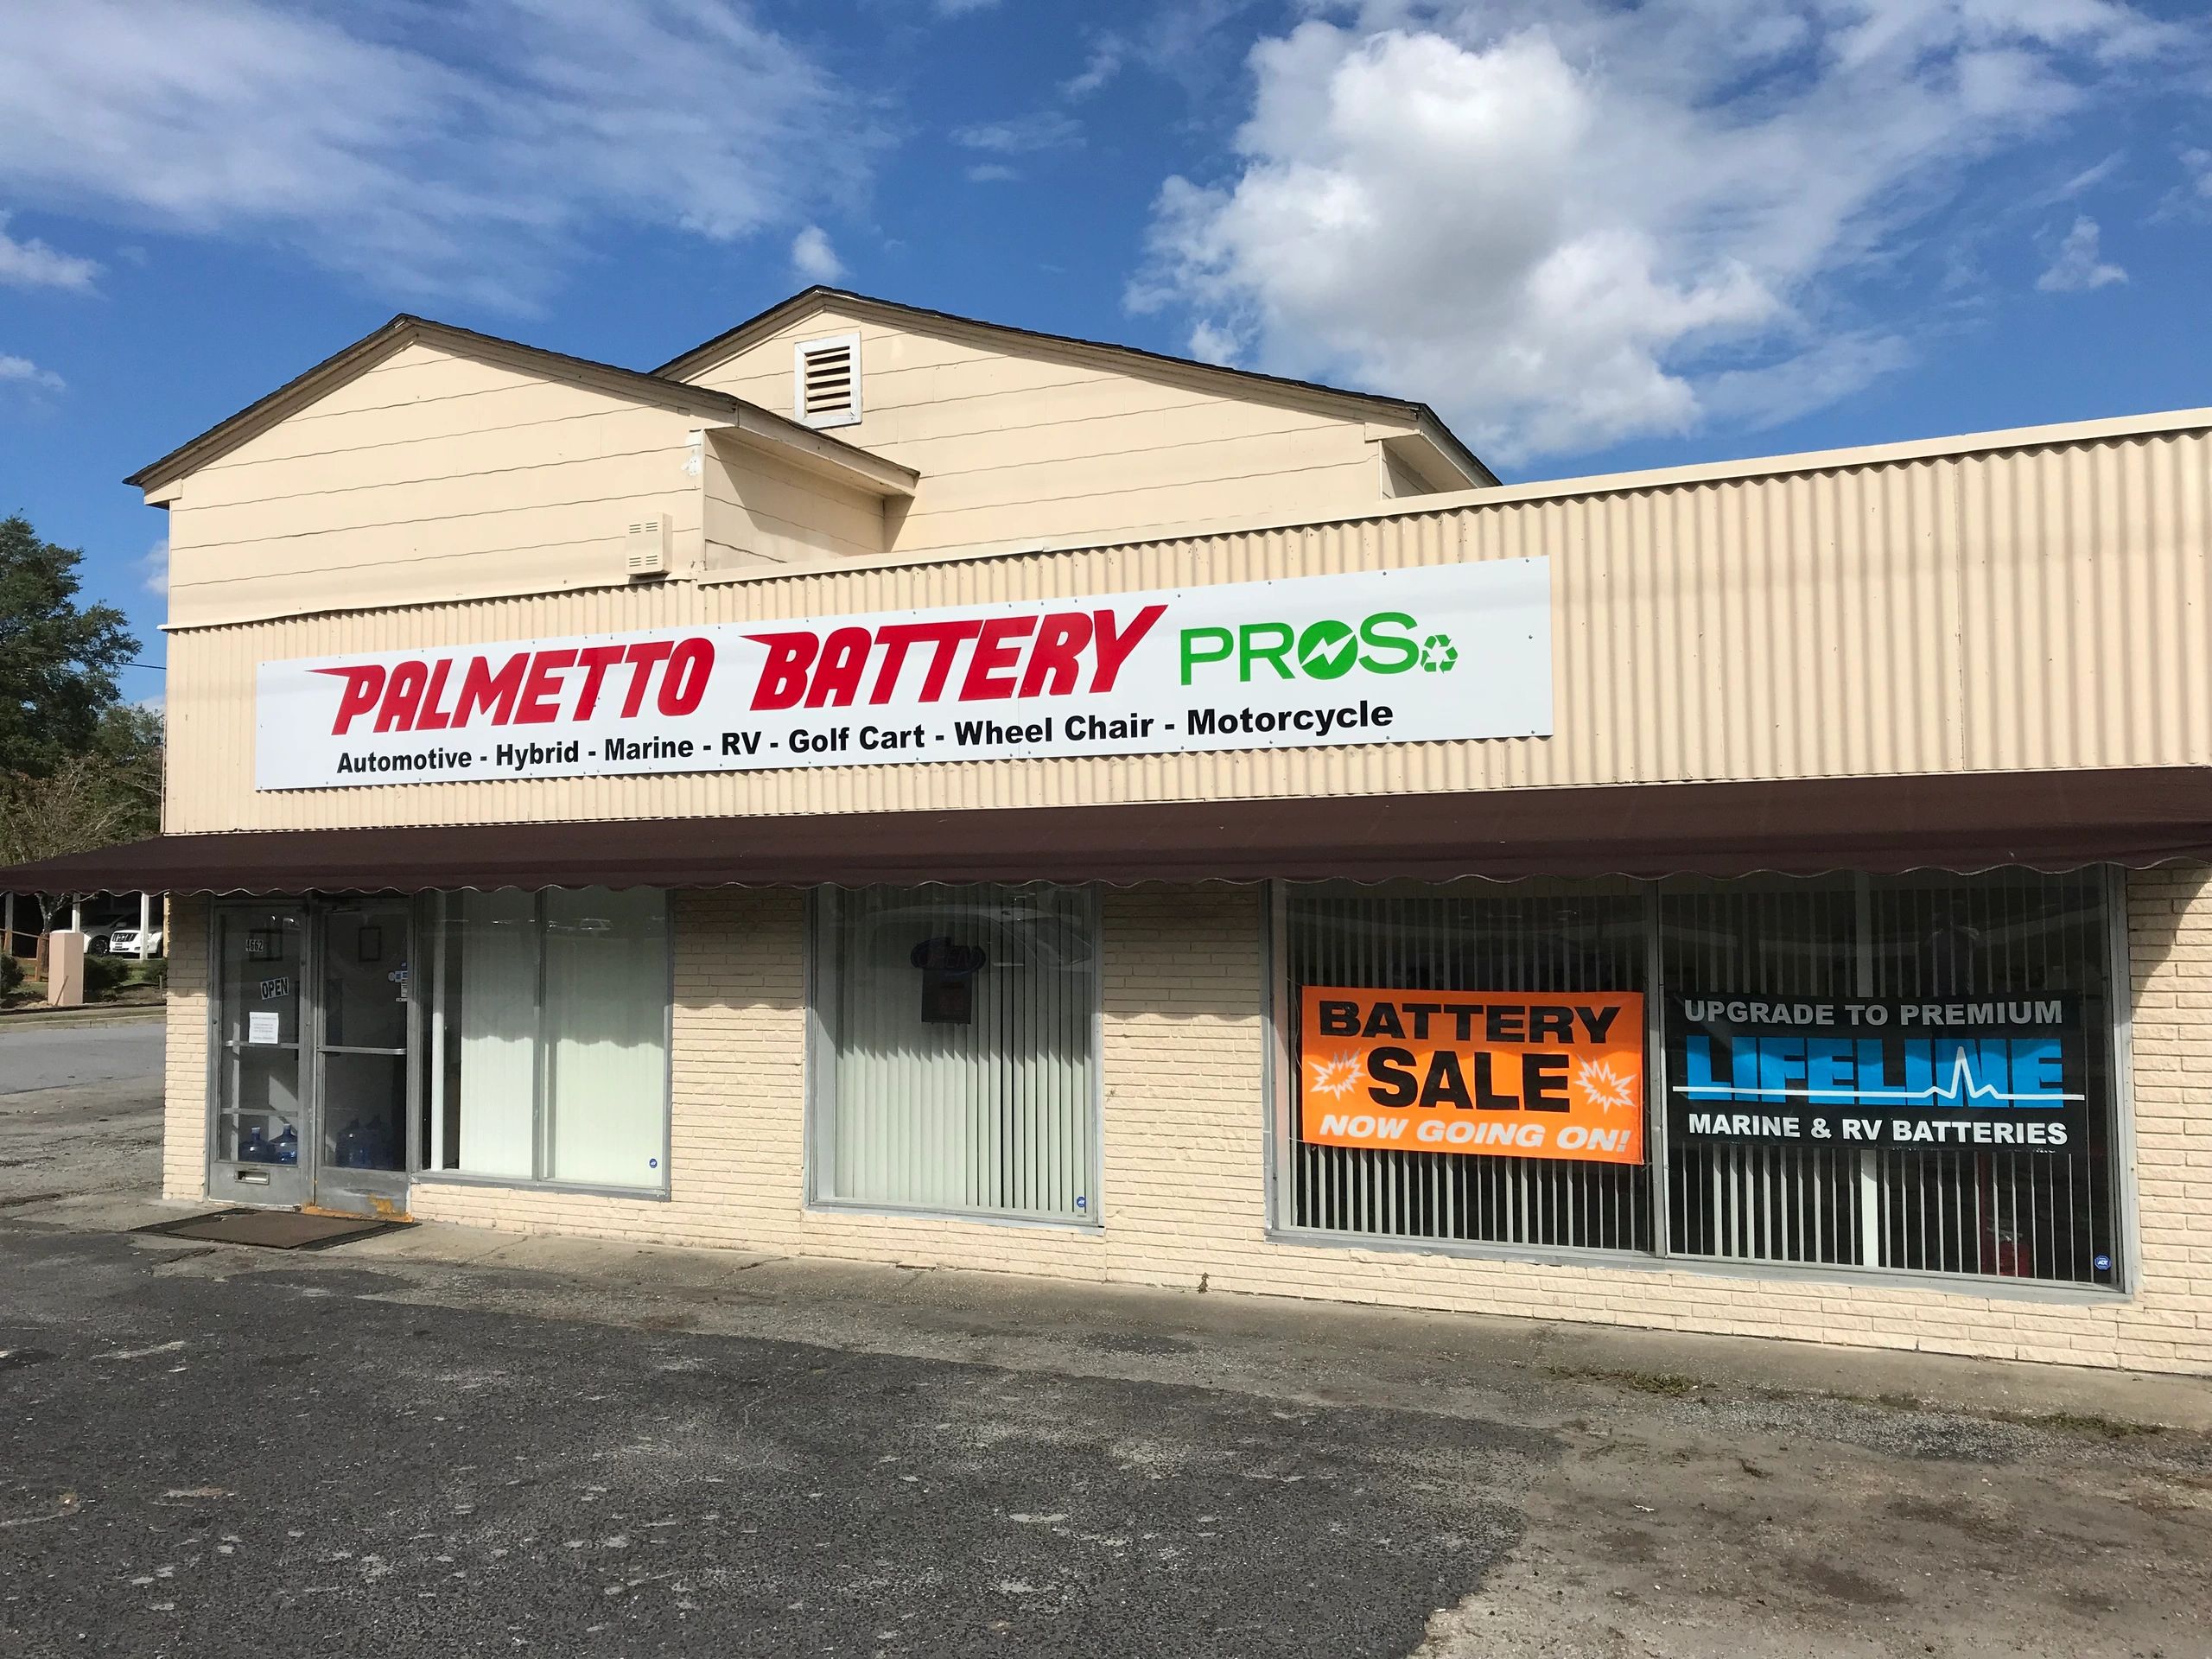 PALMETTO BATTERY PROS
Automotive - Hybrid - Marine - RV - Golf Cart - Wheel Chair - Motorcycle
4662
OPEN
BATTERY
SALE
NOW GOING ON!
UPGRADE TO PREMIUM
LIFELINE
MARINE & RV BATTERIES